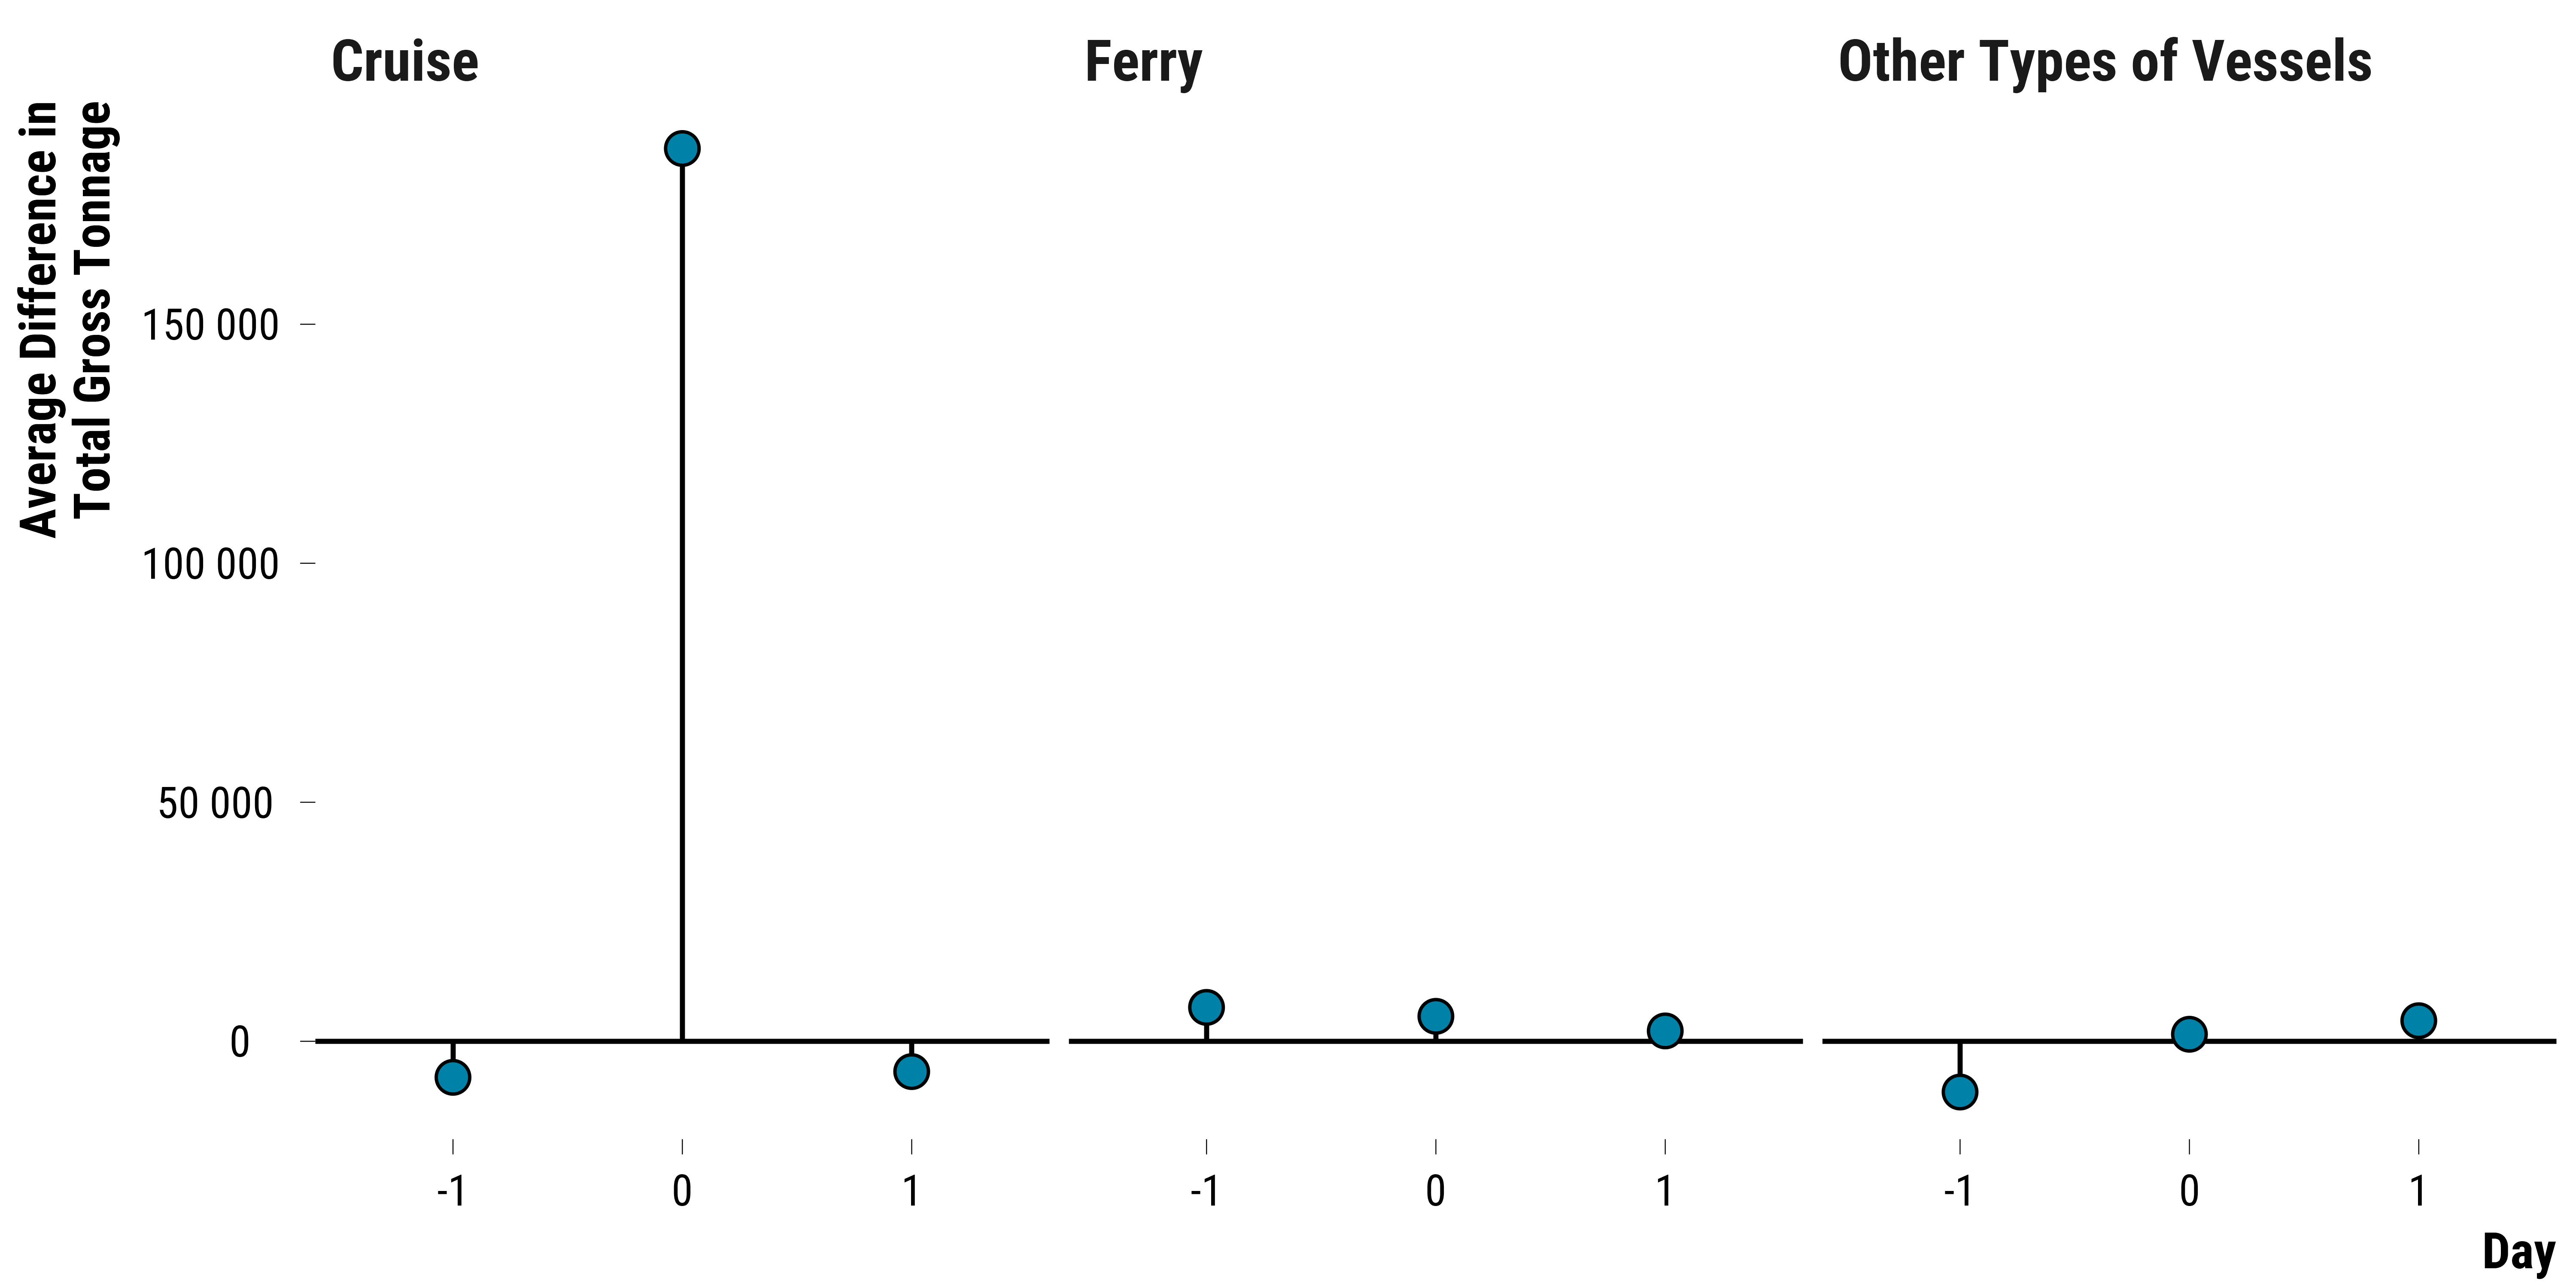 Cruise
Ferry
Other Types of Vessels
Average Difference in
Total Gross Tonnage
150 000
100 000
50 000
0
-1 0 1
-1 0 1
-1 0 1
Day